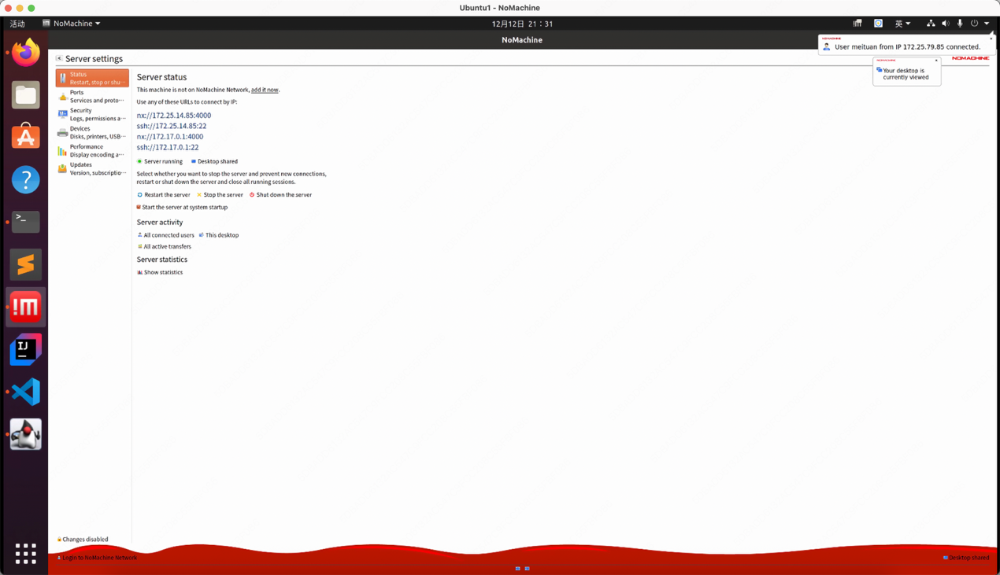 Ubuntu1 - NoMachine
活动 NoMachine 12月12日 21：31 英
NoMachine
NOMACHINE
User meituan from IP 172.25.79.85 connected.
NOMACHINE
Your desktop is
currently viewed
Server settings
Status
Restart, stop or shu···
Ports
Services and proto···
Security
Logs, permissions a···
Devices
Disks, printers, USB···
Performance
Display encoding a···
Updates
Version, subscriptio···
Server status
This machine is not on NoMachine Network, add it now.
Use any of these URLs to connect by IP:
nx://172.25.14.85:4000
ssh://172.25.14.85:22
nx://172.17.0.1:4000
ssh://172.17.0.1:22
Server running Desktop shared
Select whether you want to stop the server and prevent new connections,
restart or shut down the server and close all running sessions.
Restart the server Stop the server Shut down the server
Start the server at system startup
Server activity
All connected users This desktop
All active transfers
Server statistics
Show statistics
Changes disabled
Login to NoMachine Network
Desktop shared